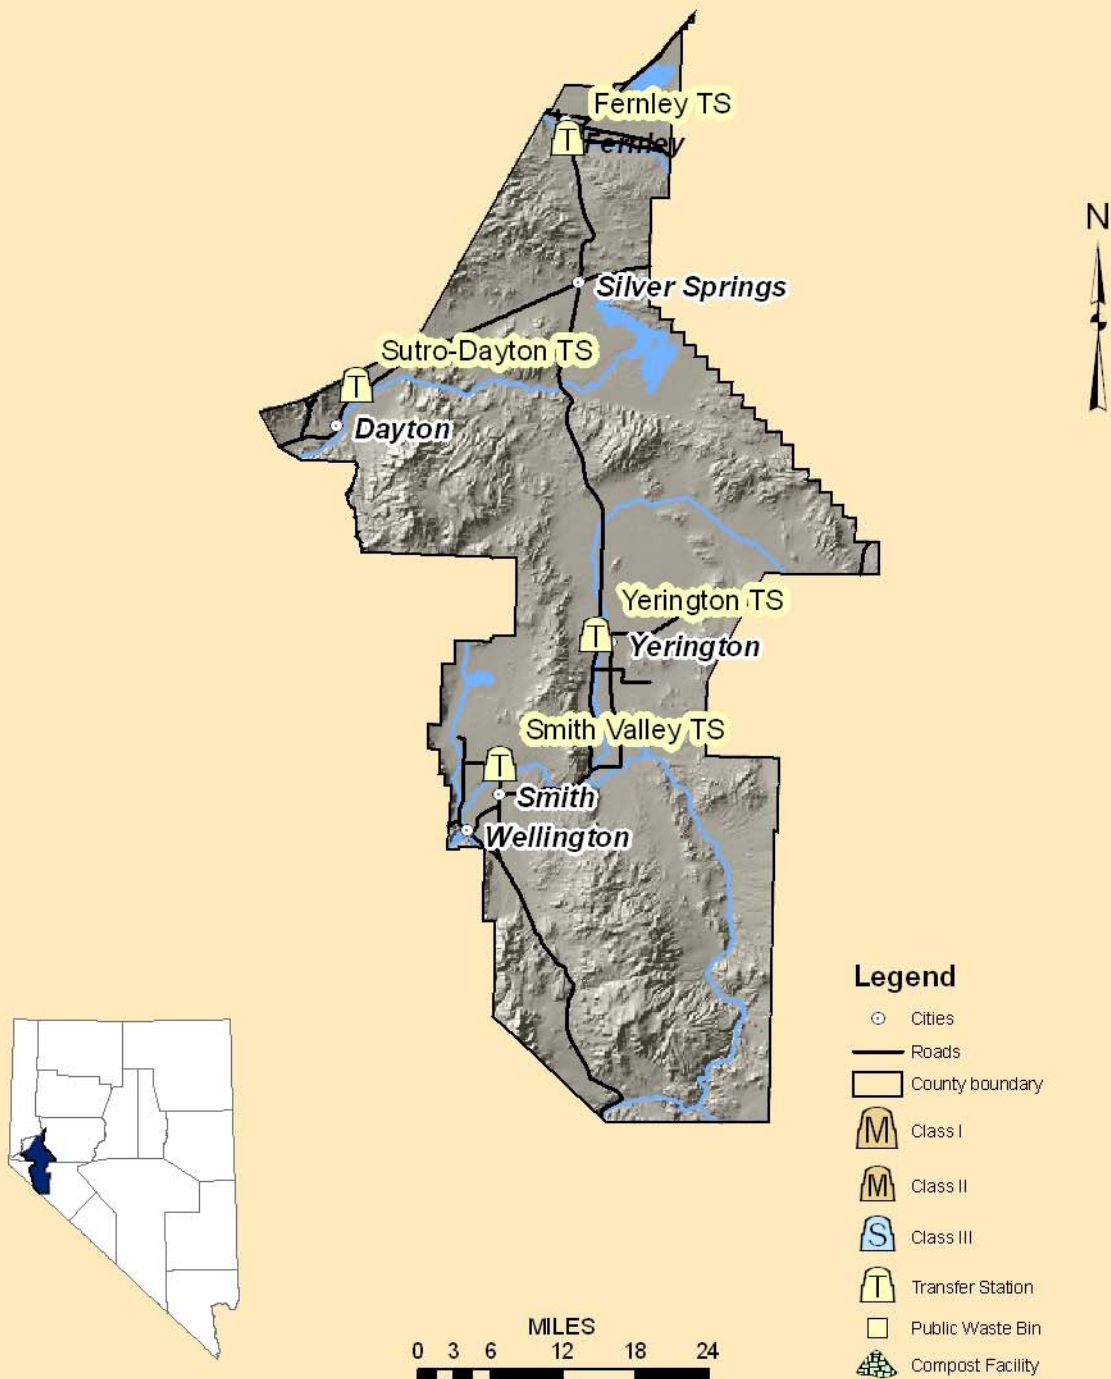 Fernley TS
T
Fernley
N
Silver Springs
Sutro-Dayton TS
T
Dayton
Yerington TS
T
Yerington
Smith Valley TS
T
Smith
Wellington
Legend
Cities
Roads
County boundary
M Class I
M Class II
S Class III
T Transfer Station
Public Waste Bin
Compost Facility
MILES
0 3 6 12 18 24